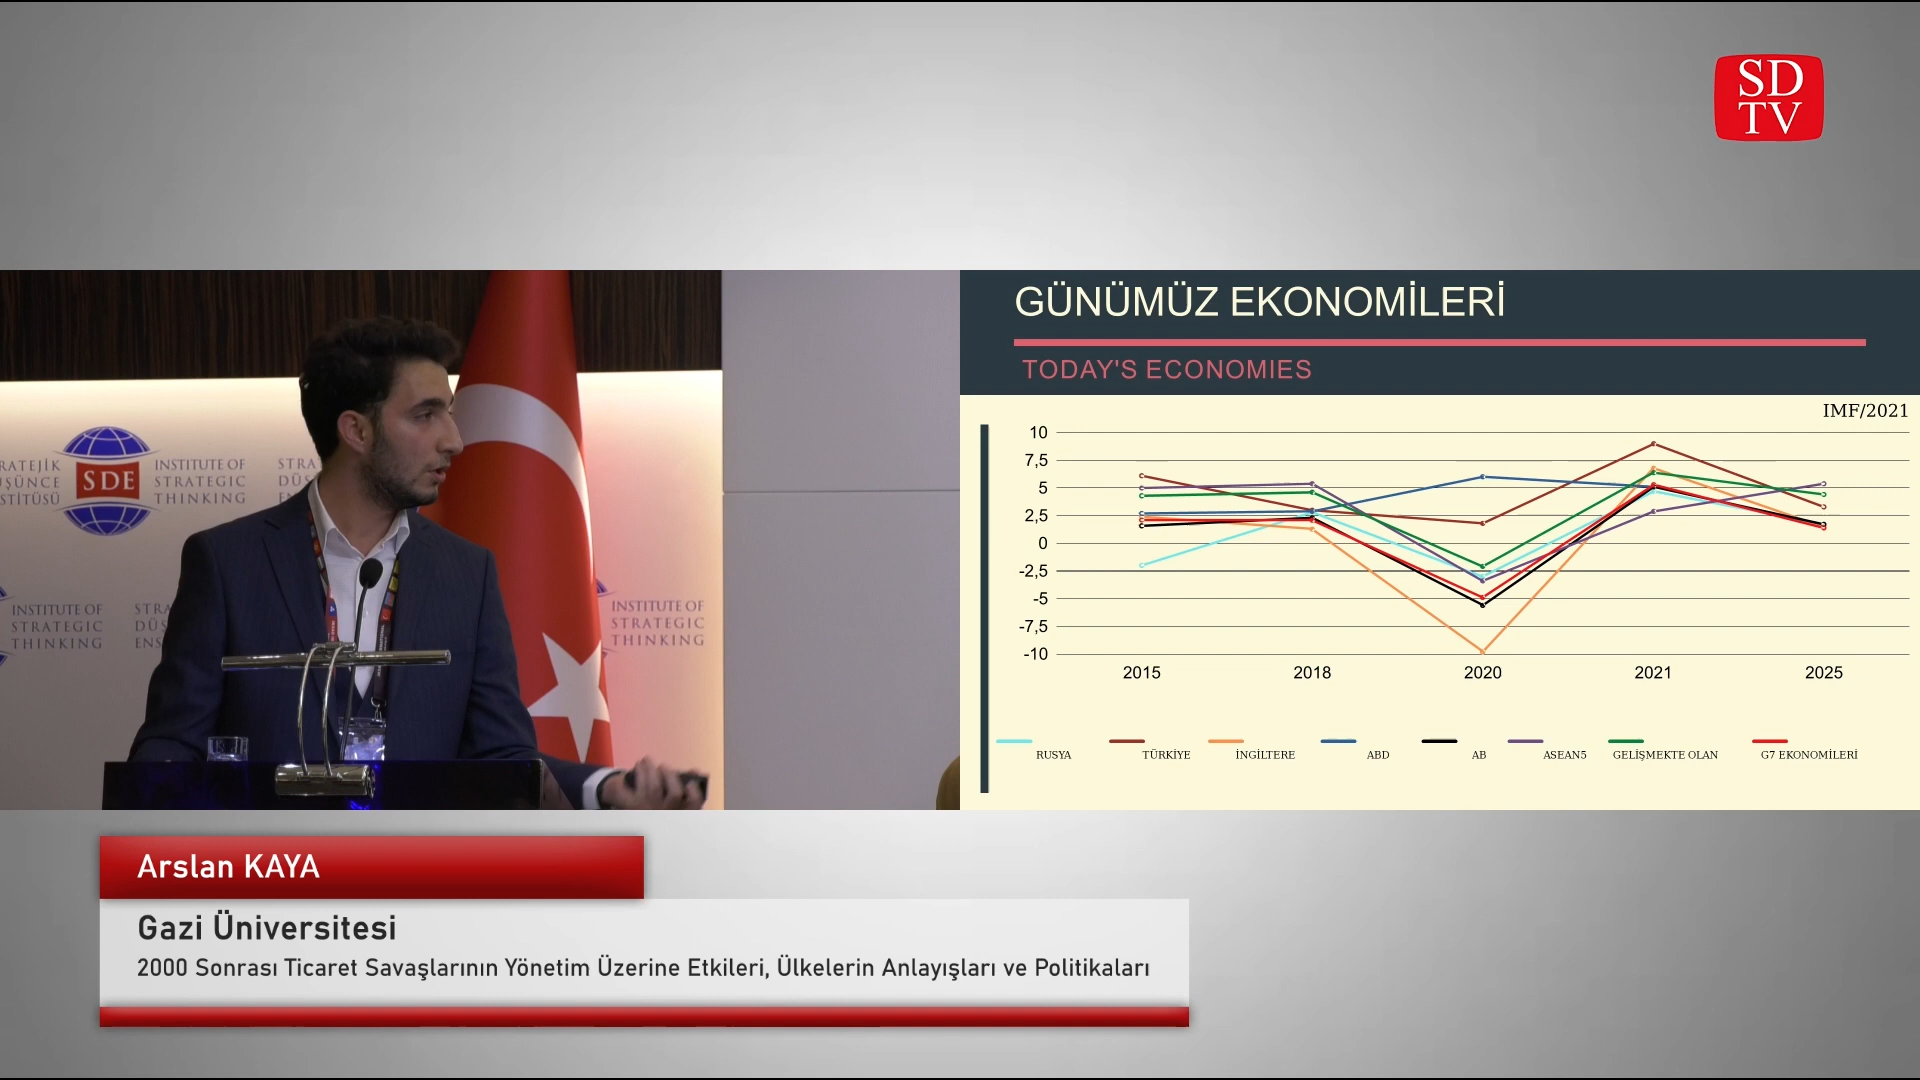 SD
TV
GÜNÜMÜZ EKONOMİLERİ
TODAY'S ECONOMIES
IMF/2021
10
7,5
5
2,5
0
-2,5
-5
-7,5
-10
2015 2018 2020 2021 2025
RUSYA TÜRKİYE İNGİLTERE ABD AB ASEAN5 GELİŞMEKTE OLAN G7 EKONOMİLERİ
SDE
INSTITUTE OF
STRATEGIC
THINKING
INSTITUTE OF
STRATEGIC
THINKING
INSTITUTE OF
STRATEGIC
THINKING
Arslan KAYA
Gazi Üniversitesi
2000 Sonrası Ticaret Savaşlarının Yönetim Üzerine Etkileri, Ülkelerin Anlayışları ve Politikaları